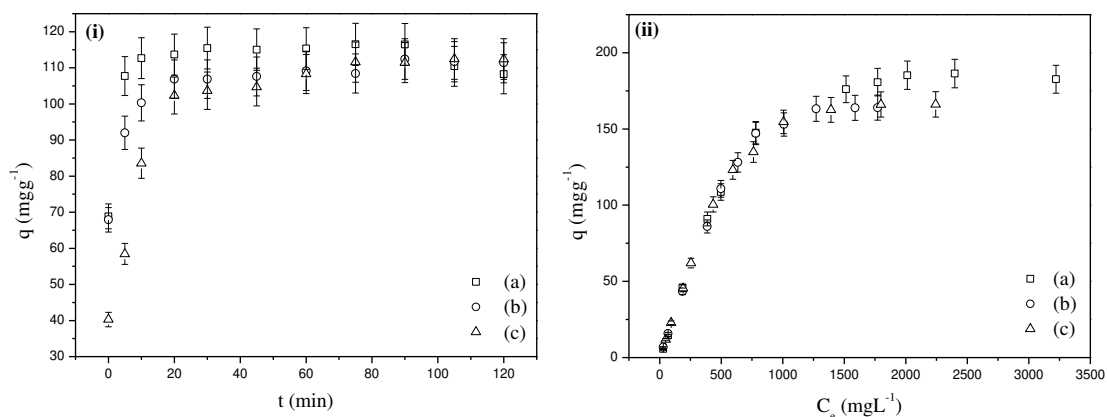 (i)
120
110
100
90
80
70
60
50
40
30
q (mgg⁻¹)
0 20 40 60 80 100 120
t (min)
(a)
(b)
(c)
(ii)
200
150
100
50
0
q (mgg⁻¹)
0 500 1000 1500 2000 2500 3000 3500
Cₑ (mgL⁻¹)
(a)
(b)
(c)